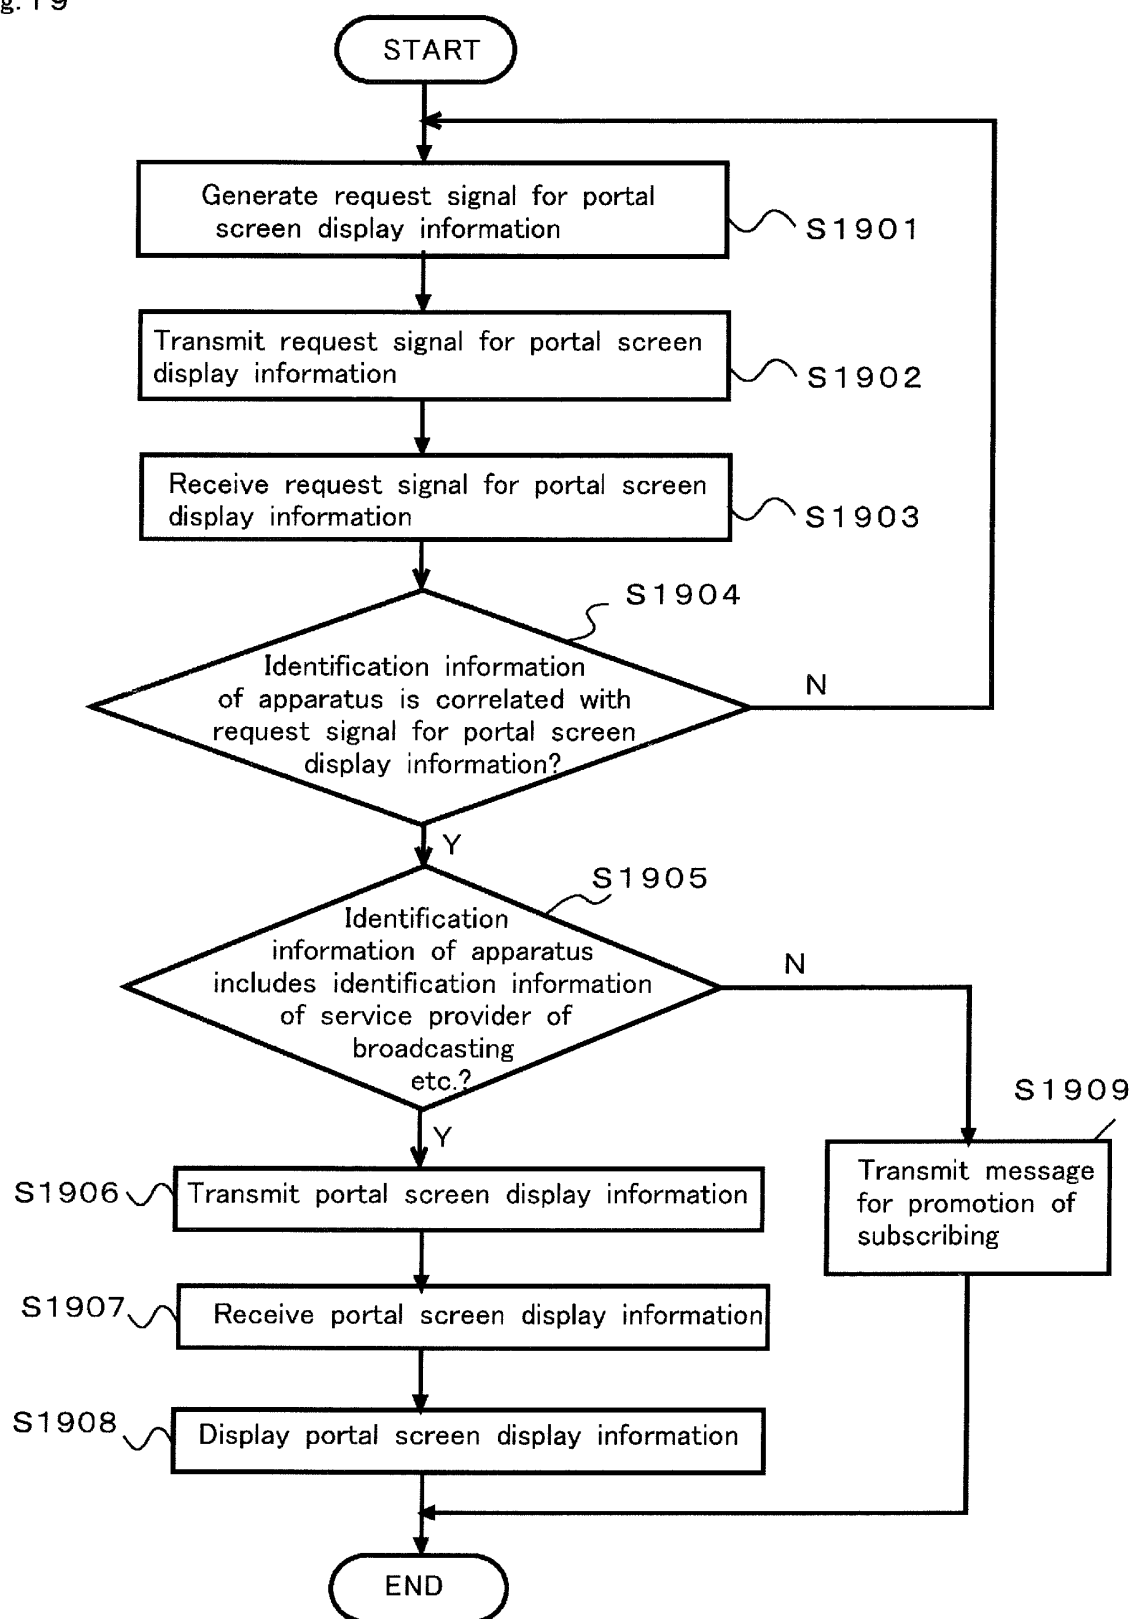 g.19
START
Generate request signal for portal
screen display information
S1901
Transmit request signal for portal screen
display information
S1902
Receive request signal for portal screen
display information
S1903
S1904
Identification information
of apparatus is correlated with
request signal for portal screen
display information?
N
Y
S1905
Identification
information of apparatus
includes identification information
of service provider of
broadcasting
etc.?
N
Y
S1909
Transmit message
for promotion of
subscribing
S1906
Transmit portal screen display information
S1907
Receive portal screen display information
S1908
Display portal screen display information
END